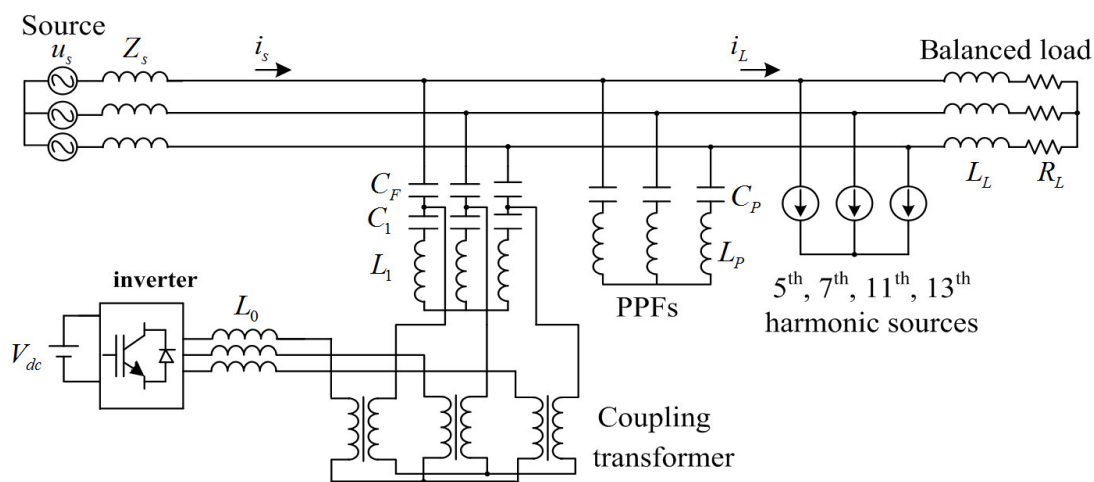 Source
u_s
Z_s
i_s
i_L
Balanced load
C_F
C_1
L_1
C_P
L_P
L_L
R_L
PPFs
5th, 7th, 11th, 13th
harmonic sources
inverter
L_0
V_dc
Coupling
transformer